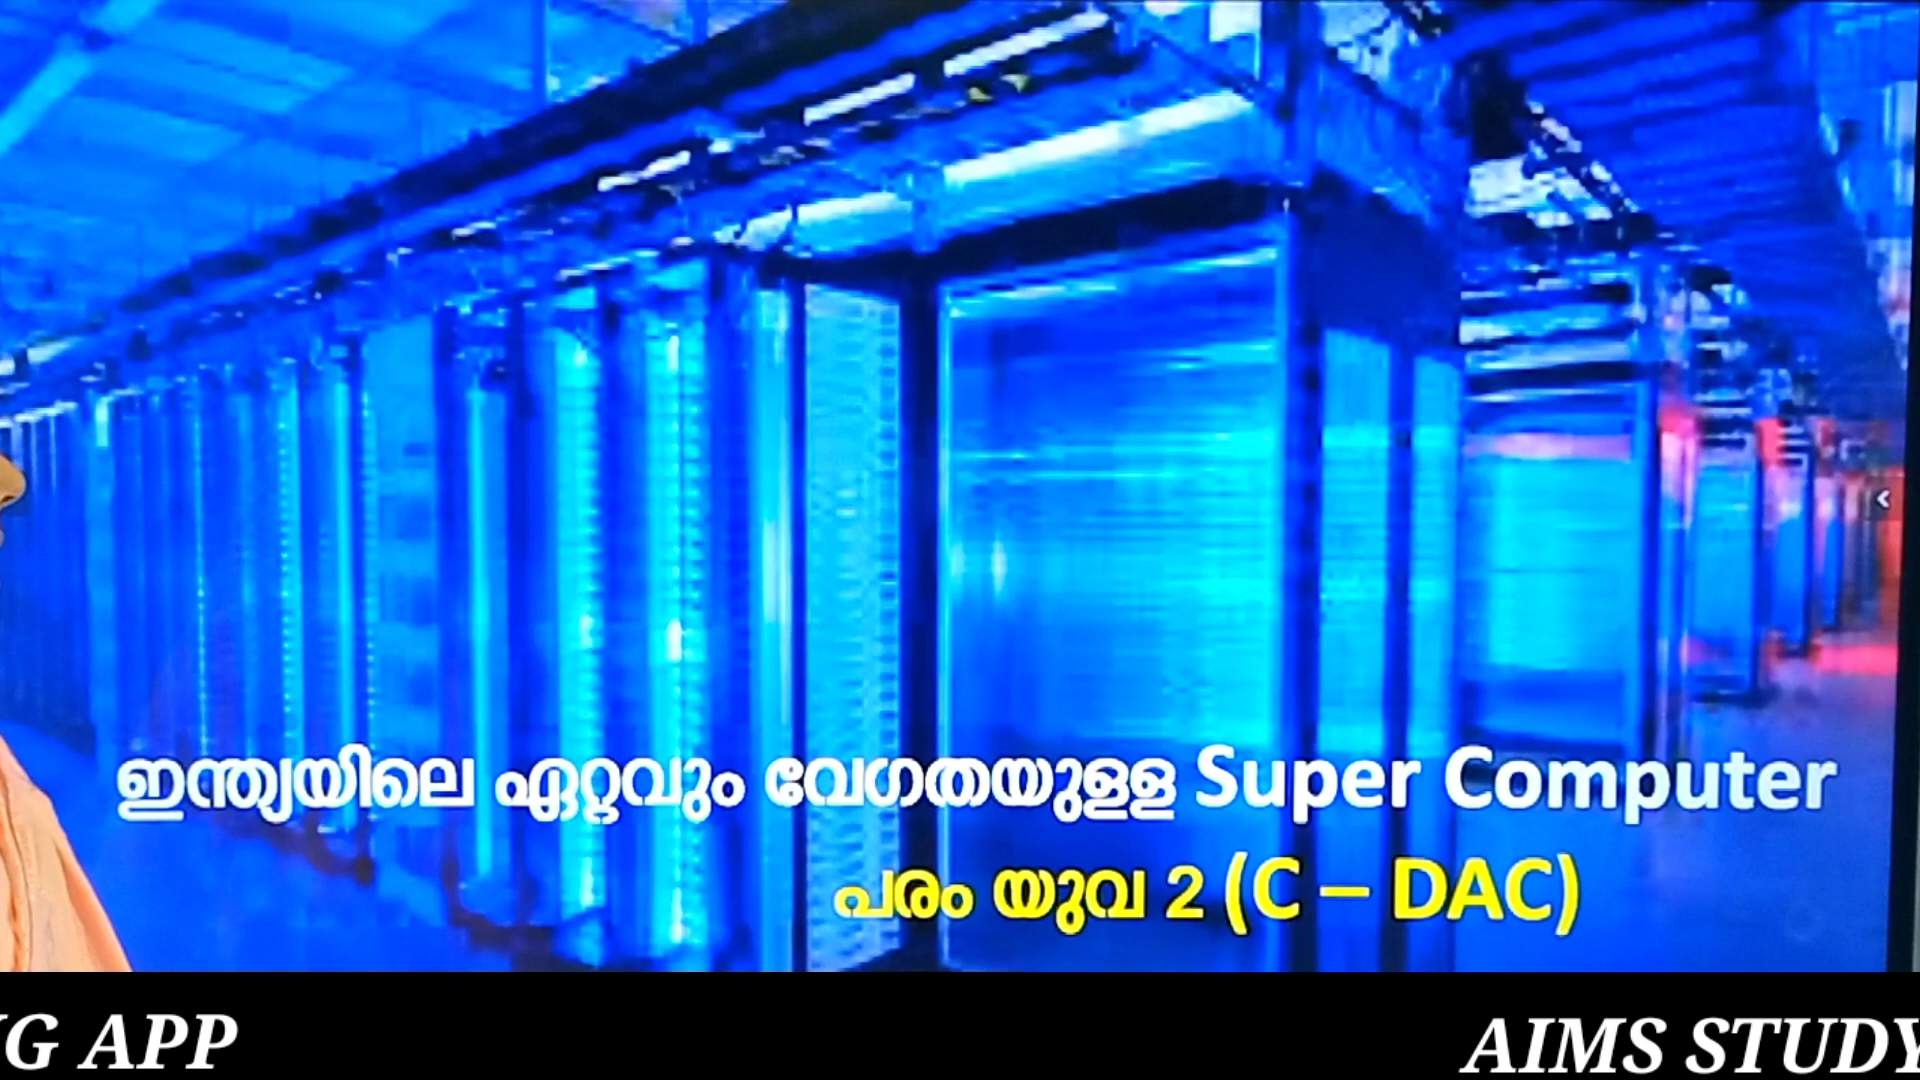 ഇന്ത്യയിലെ ഏറ്റവും വേഗതയുള്ള Super Computer
പരം യുവ 2 (C – DAC)
G APP
AIMS STUDY